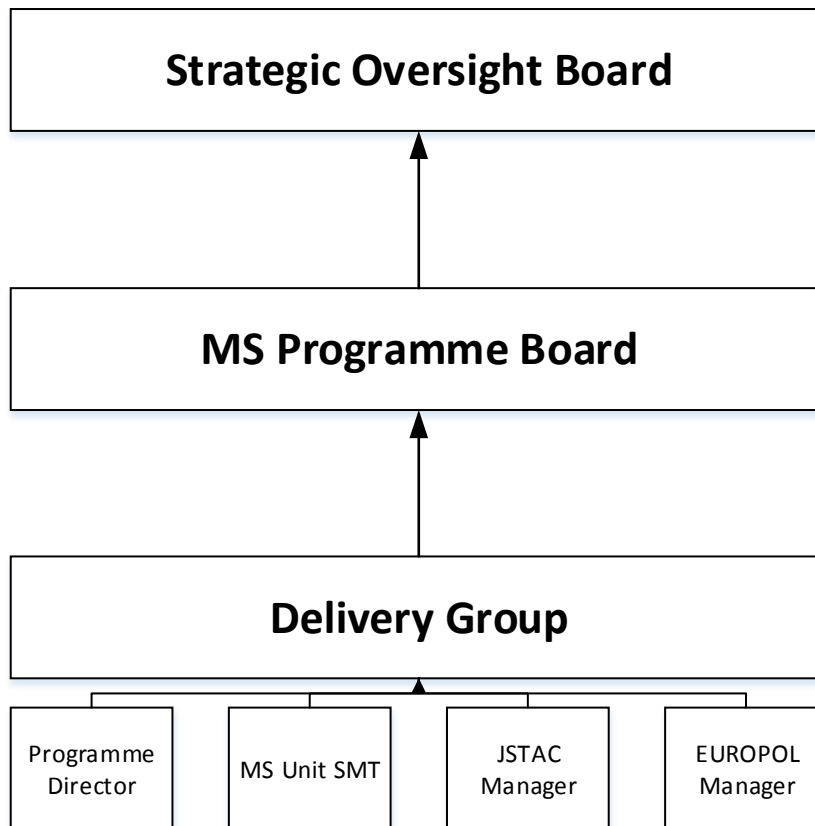 Strategic Oversight Board
MS Programme Board
Delivery Group
Programme
Director
MS Unit SMT
JSTAC
Manager
EUROPOL
Manager